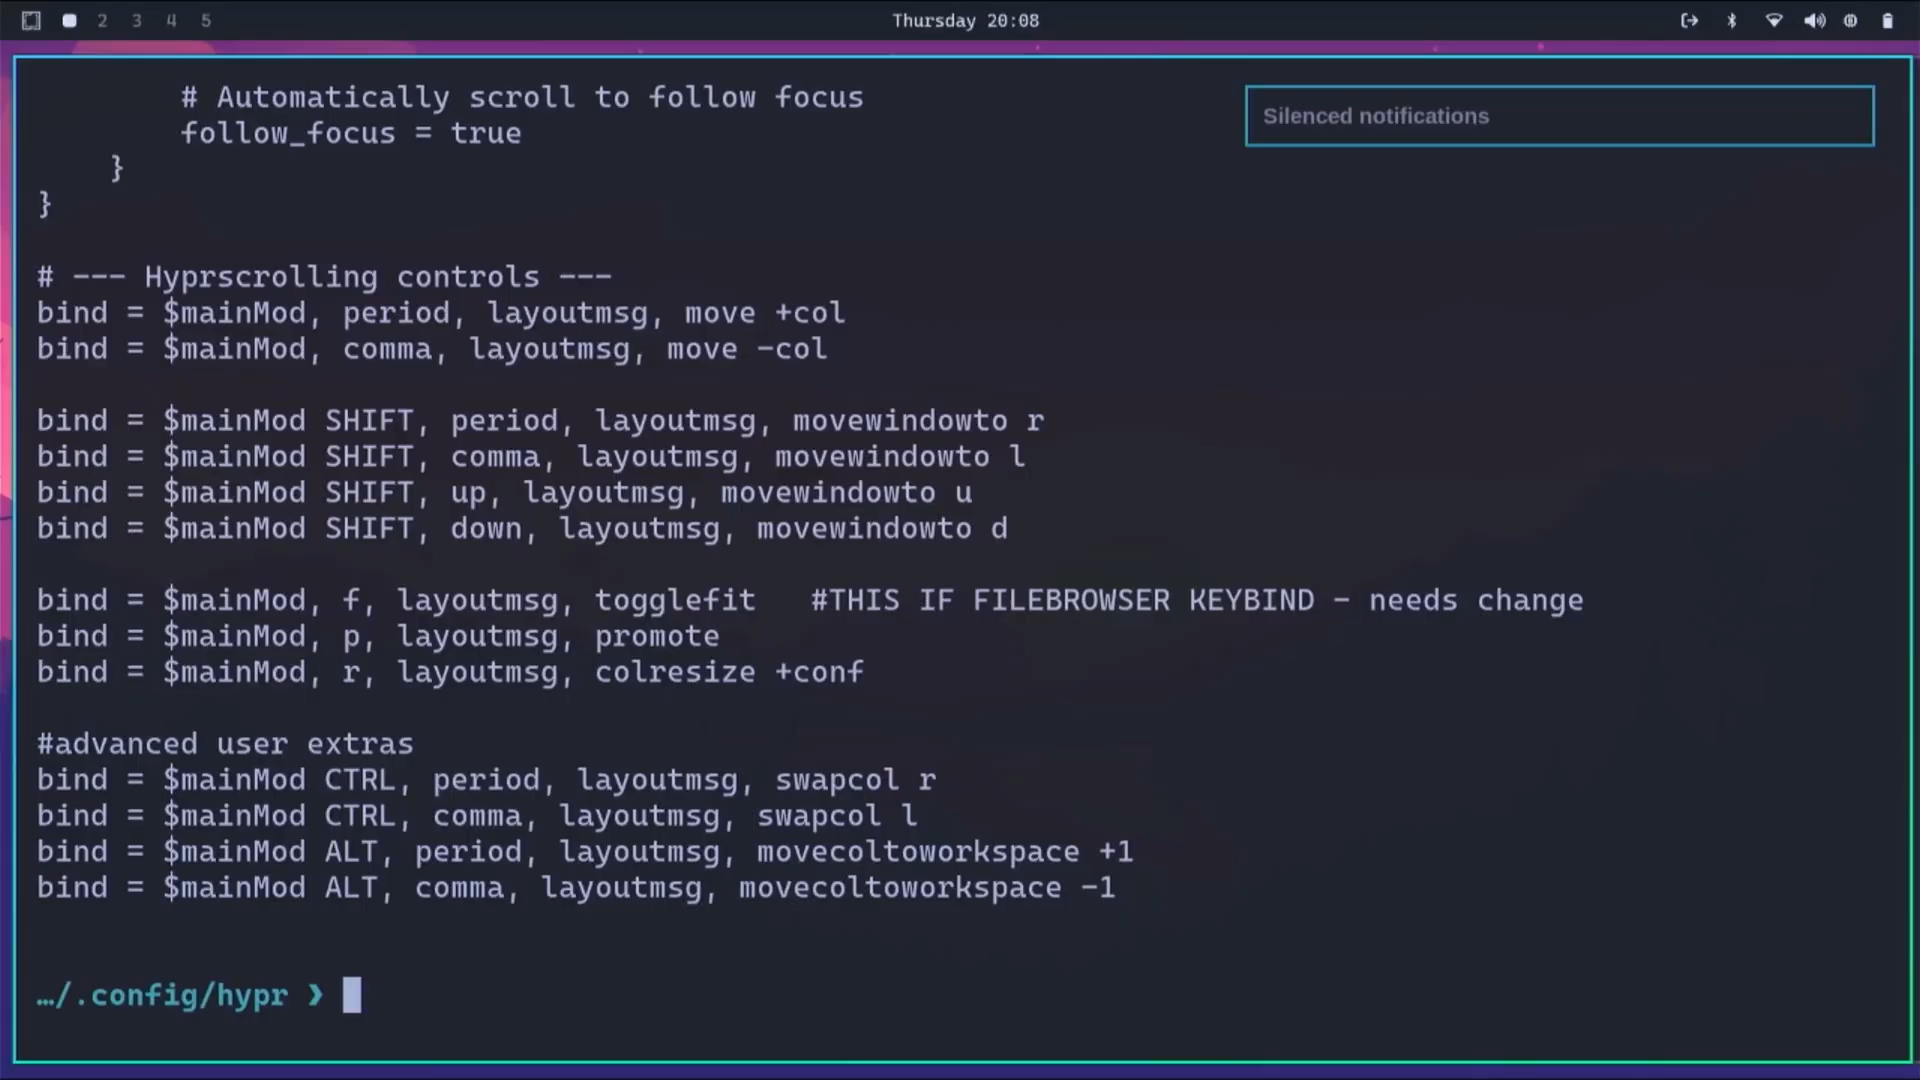 2 3 4 5 Thursday 20:08
# Automatically scroll to follow focus
follow_focus = true
}
}
Silenced notifications
# --- Hyprscrolling controls ---
bind = $mainMod, period, layoutmsg, move +col
bind = $mainMod, comma, layoutmsg, move -col
bind = $mainMod SHIFT, period, layoutmsg, movewindowto r
bind = $mainMod SHIFT, comma, layoutmsg, movewindowto l
bind = $mainMod SHIFT, up, layoutmsg, movewindowto u
bind = $mainMod SHIFT, down, layoutmsg, movewindowto d
bind = $mainMod, f, layoutmsg, togglefit   #THIS IF FILEBROWSER KEYBIND - needs change
bind = $mainMod, p, layoutmsg, promote
bind = $mainMod, r, layoutmsg, colresize +conf
#advanced user extras
bind = $mainMod CTRL, period, layoutmsg, swapcol r
bind = $mainMod CTRL, comma, layoutmsg, swapcol l
bind = $mainMod ALT, period, layoutmsg, movecoltoworkspace +1
bind = $mainMod ALT, comma, layoutmsg, movecoltoworkspace -1
…/.config/hypr ❯